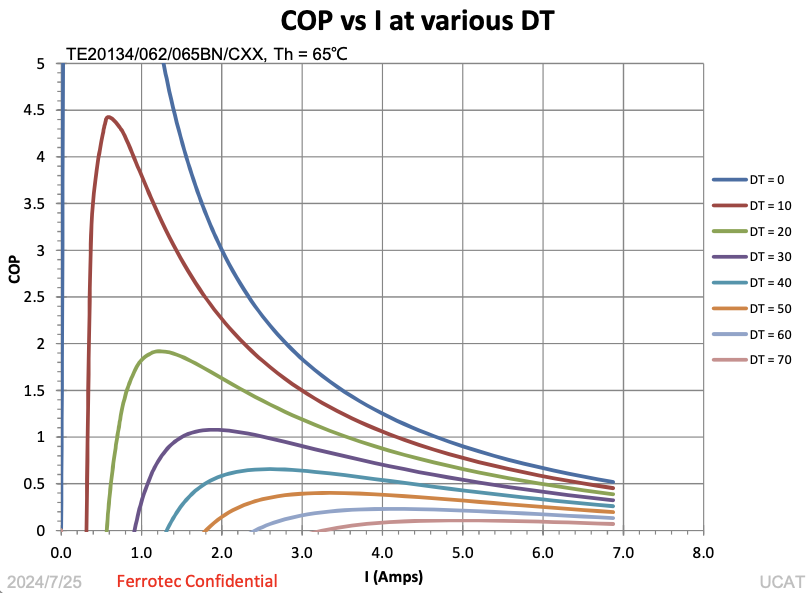 COP vs I at various DT
TE20134/062/065BN/CXX, Th = 65℃
5
4.5
4
3.5
3
2.5
2
1.5
1
0.5
0
COP
0.0 1.0 2.0 3.0 4.0 5.0 6.0 7.0 8.0
I (Amps)
DT = 0
DT = 10
DT = 20
DT = 30
DT = 40
DT = 50
DT = 60
DT = 70
2024/7/25 Ferrotec Confidential UCAT